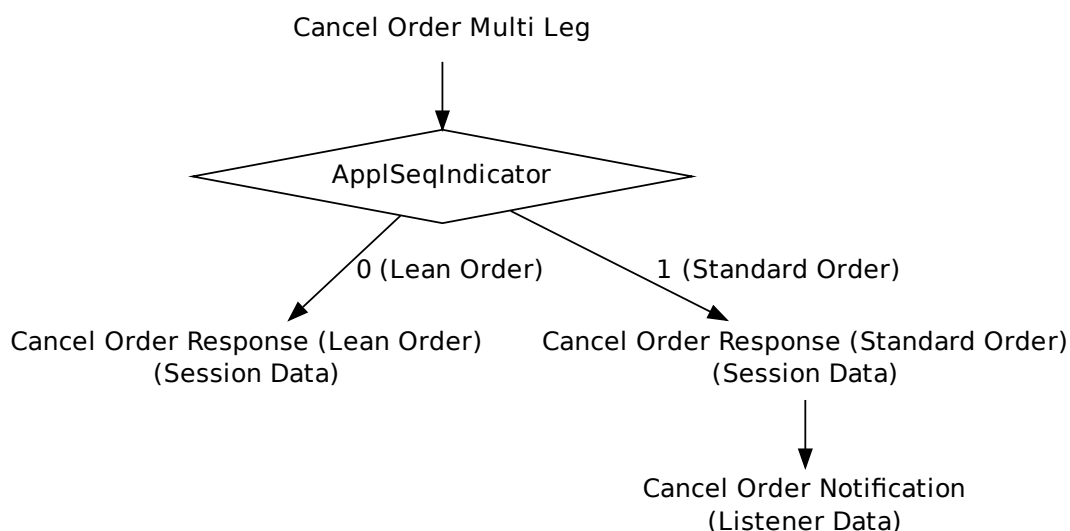 Cancel Order Multi Leg
ApplSeqIndicator
0 (Lean Order)
1 (Standard Order)
Cancel Order Response (Lean Order)
(Session Data)
Cancel Order Response (Standard Order)
(Session Data)
Cancel Order Notification
(Listener Data)